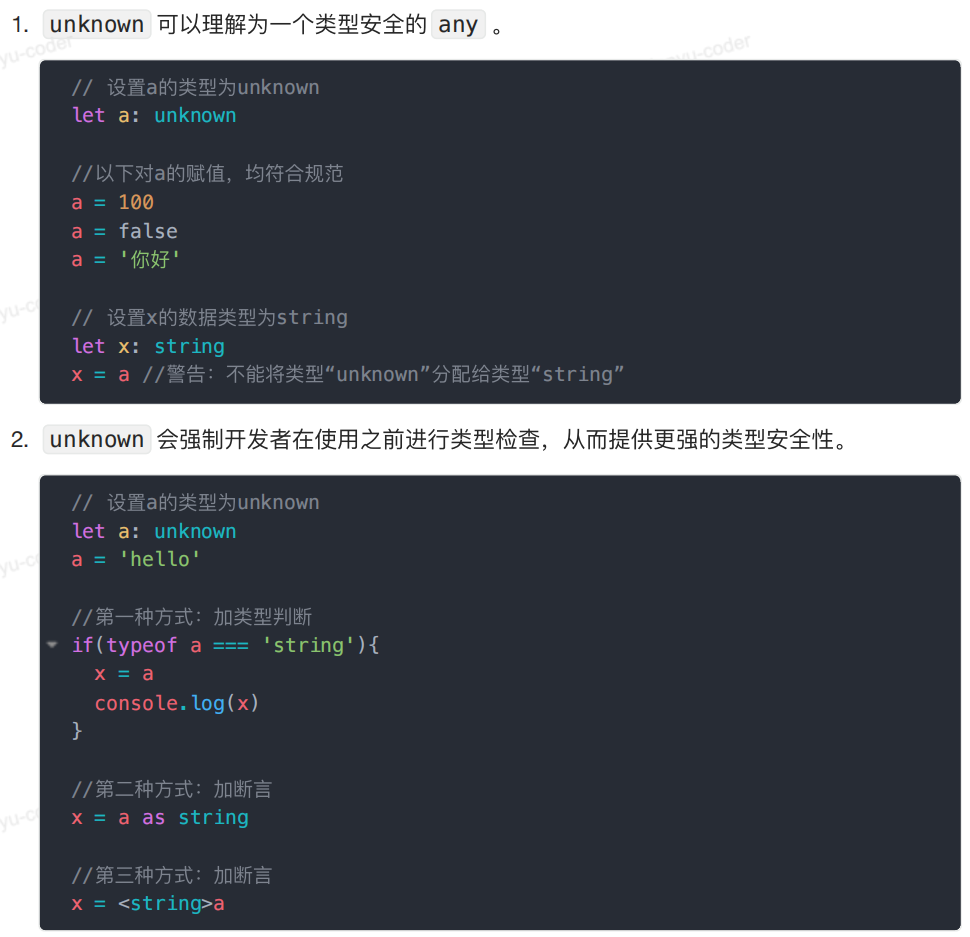 1. unknown 可以理解为一个类型安全的 any 。
yu-coder
yu-coder
// 设置a的类型为unknown
let a: unknown
//以下对a的赋值，均符合规范
a = 100
a = false
a = '你好'
// 设置x的数据类型为string
let x: string
x = a //警告：不能将类型“unknown”分配给类型“string”
2. unknown 会强制开发者在使用之前进行类型检查，从而提供更强的类型安全性。
// 设置a的类型为unknown
let a: unknown
a = 'hello'
//第一种方式：加类型判断
if(typeof a === 'string'){
x = a
console.log(x)
}
//第二种方式：加断言
x = a as string
//第三种方式：加断言
x = <string>a